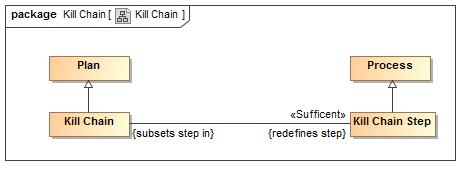 package Kill Chain [ Kill Chain ]
Plan
Process
«Sufficent»
Kill Chain
Kill Chain Step
{subsets step in}
{redefines step}